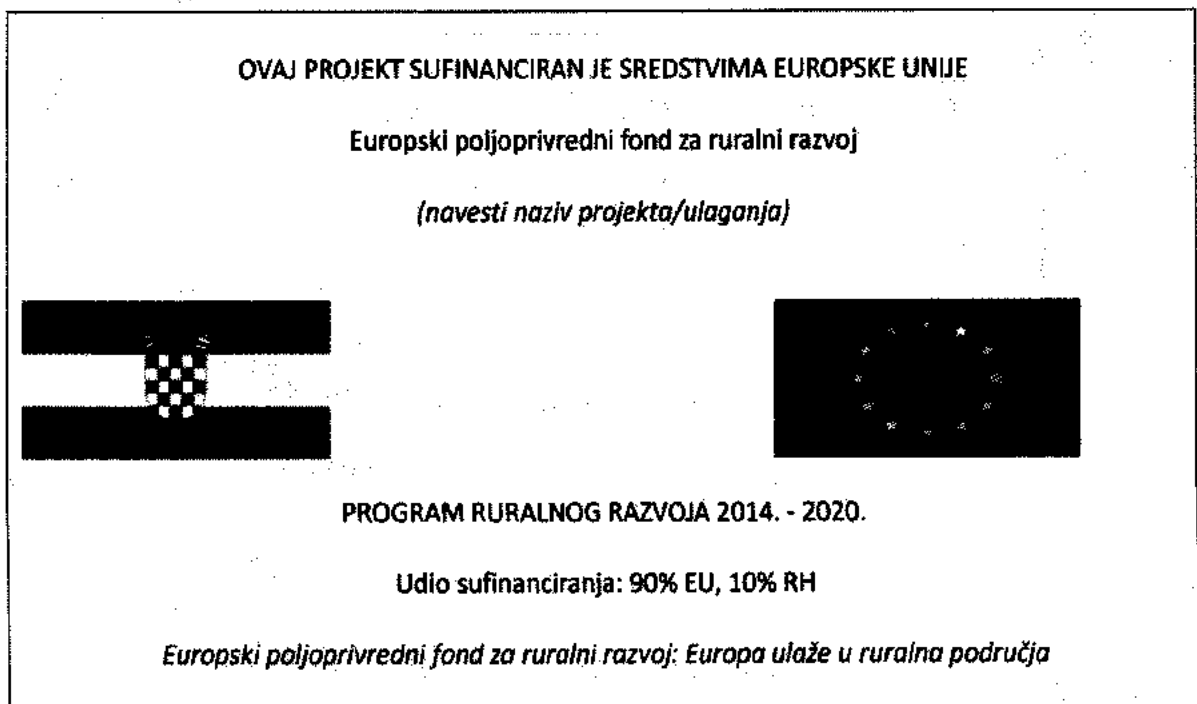 OVAJ PROJEKT SUFINANCIRAN JE SREDSTVIMA EUROPSKE UNIJE
Europski poljoprivredni fond za ruralni razvoj
(navesti naziv projekta/ulaganja)
PROGRAM RURALNOG RAZVOJA 2014. - 2020.
Udio sufinanciranja: 90% EU, 10% RH
Europski poljoprivredni fond za ruralni razvoj: Europa ulaže u ruralna područja